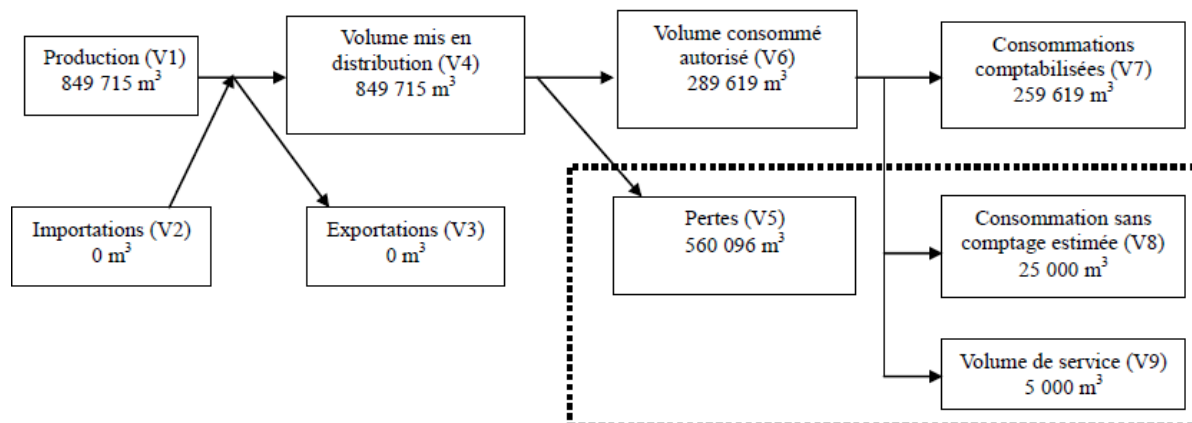 Production (V1)
849 715 m³
Volume mis en
distribution (V4)
849 715 m³
Volume consommé
autorisé (V6)
289 619 m³
Consommations
comptabilisées (V7)
259 619 m³
Importations (V2)
0 m³
Exportations (V3)
0 m³
Pertes (V5)
560 096 m³
Consommation sans
comptage estimée (V8)
25 000 m³
Volume de service (V9)
5 000 m³